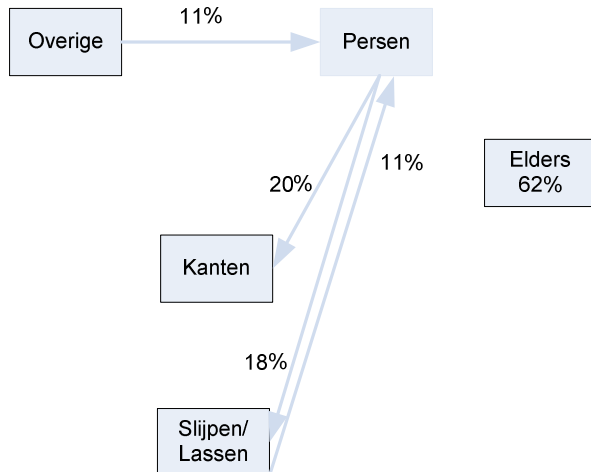 11%
Overige
Persen
Elders
62%
11%
20%
Kanten
18%
Slijpen/
Lassen